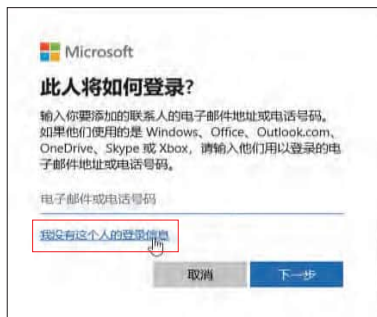 Microsoft
此人将如何登录?
输入你要添加的联系人的电子邮件地址或电话号码。
如果他们使用的是 Windows、Office、Outlook.com、
OneDrive、Skype 或 Xbox，请输入他们用以登录的电
子邮件地址或电话号码。
电子邮件或电话号码
我没有这个人的登录信息
取消
下一步